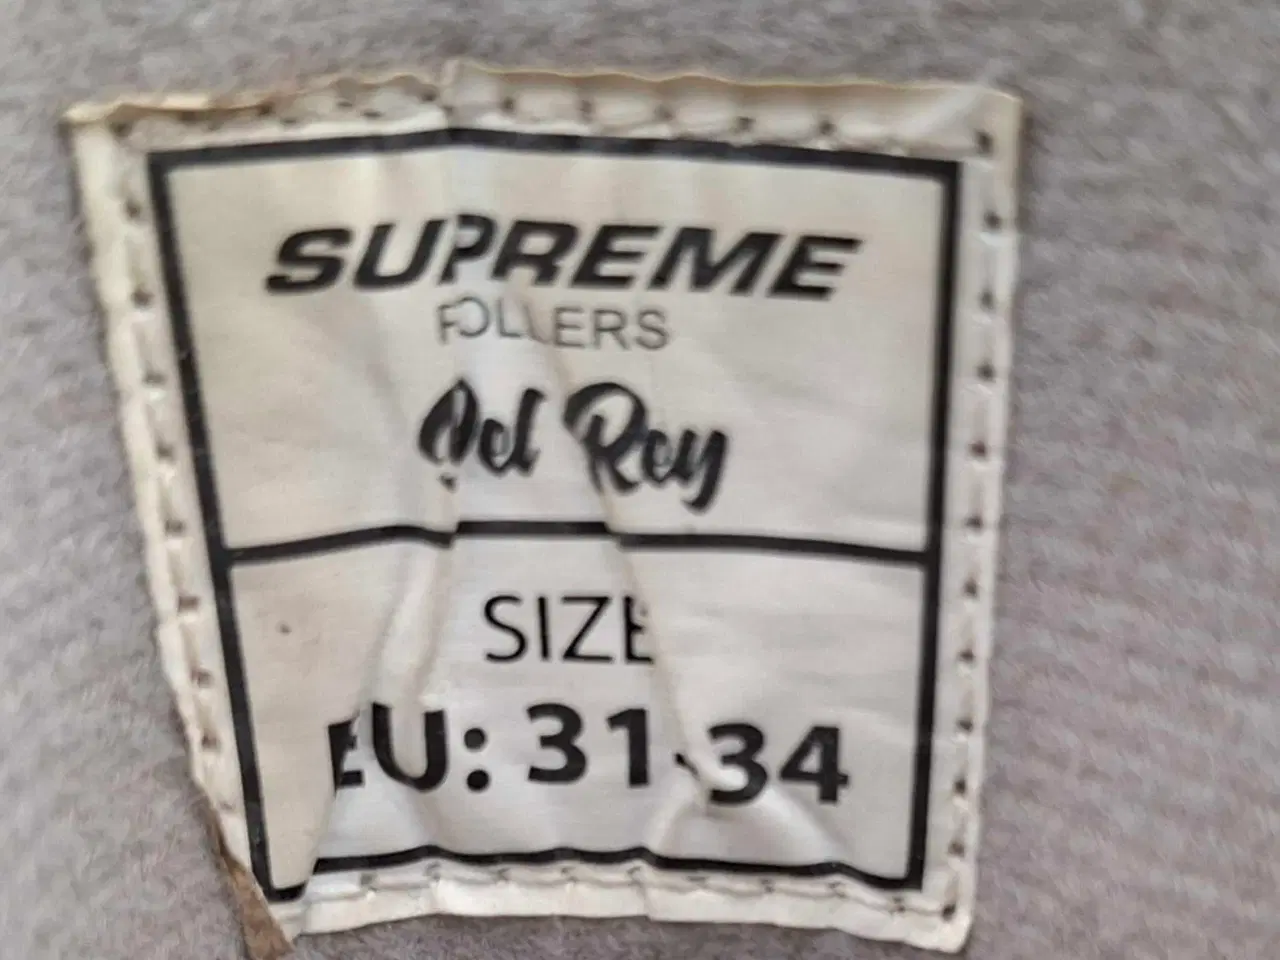 SUPREME
ROLLERS
Del Rey
SIZE
EU: 31-34